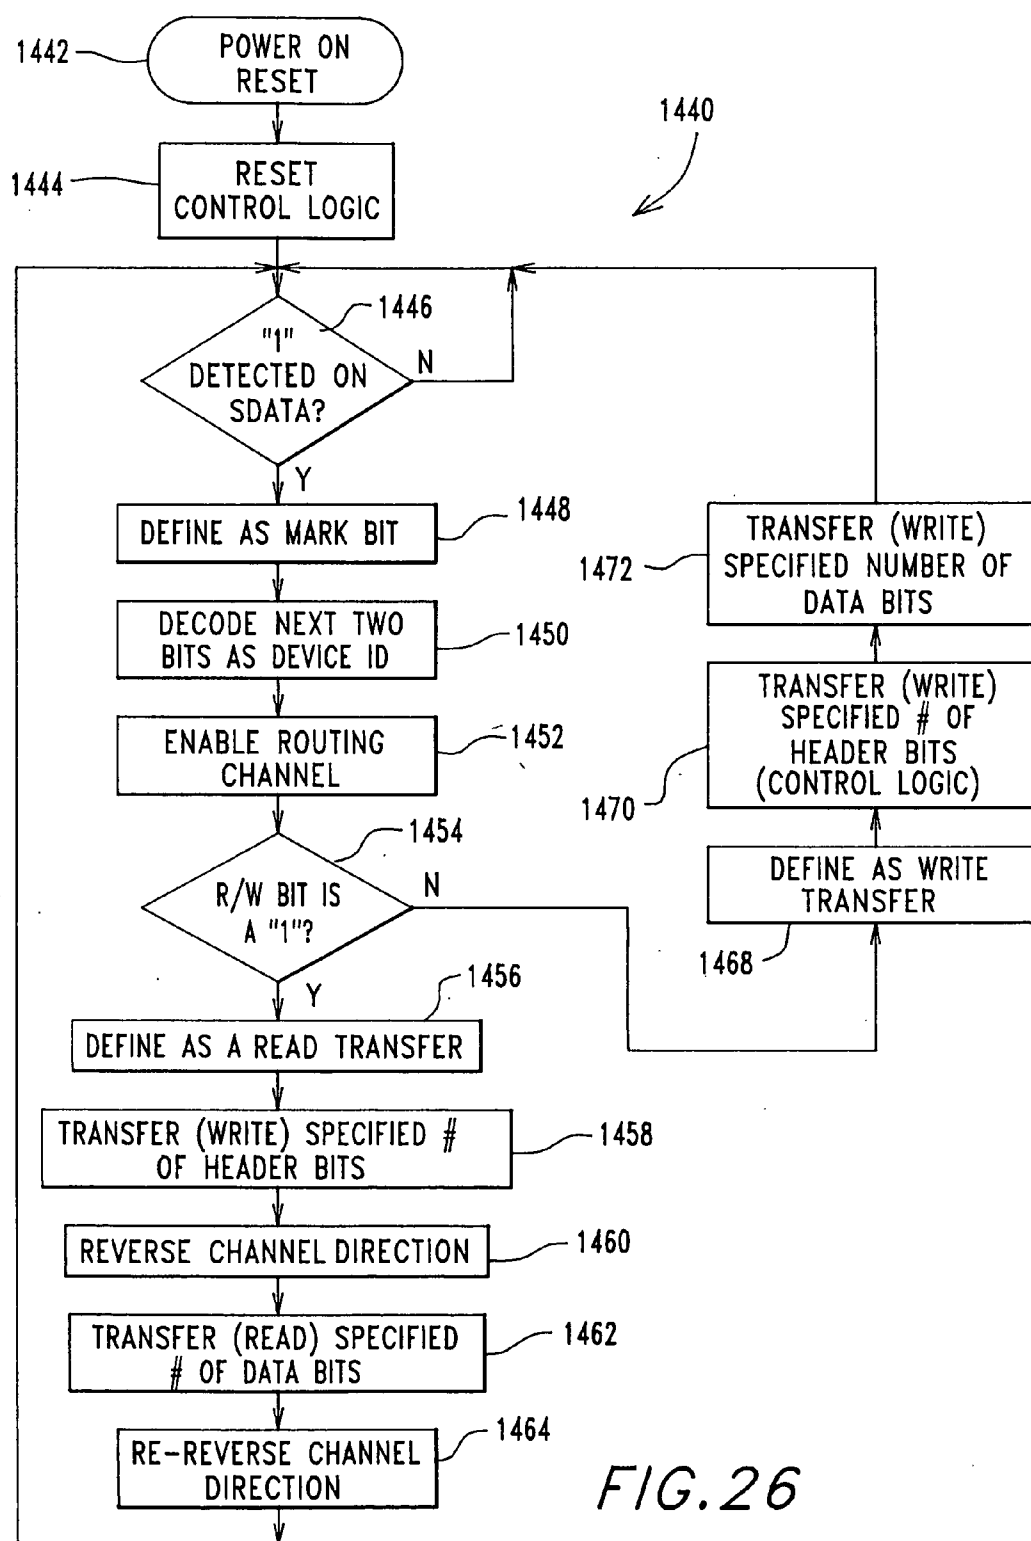 1442
POWER ON
RESET
1440
1444
RESET
CONTROL LOGIC
1446
"1"
DETECTED ON
SDATA?
N
Y
DEFINE AS MARK BIT
1448
DECODE NEXT TWO
BITS AS DEVICE ID
1450
ENABLE ROUTING
CHANNEL
1452
1454
R/W BIT IS
A "1"?
N
Y
1456
DEFINE AS A READ TRANSFER
TRANSFER (WRITE) SPECIFIED #
OF HEADER BITS
1458
REVERSE CHANNEL DIRECTION
1460
TRANSFER (READ) SPECIFIED
# OF DATA BITS
1462
RE-REVERSE CHANNEL
DIRECTION
1464
TRANSFER (WRITE)
SPECIFIED NUMBER OF
DATA BITS
1472
TRANSFER (WRITE)
SPECIFIED # OF
HEADER BITS
(CONTROL LOGIC)
1470
DEFINE AS WRITE
TRANSFER
1468
FIG.26